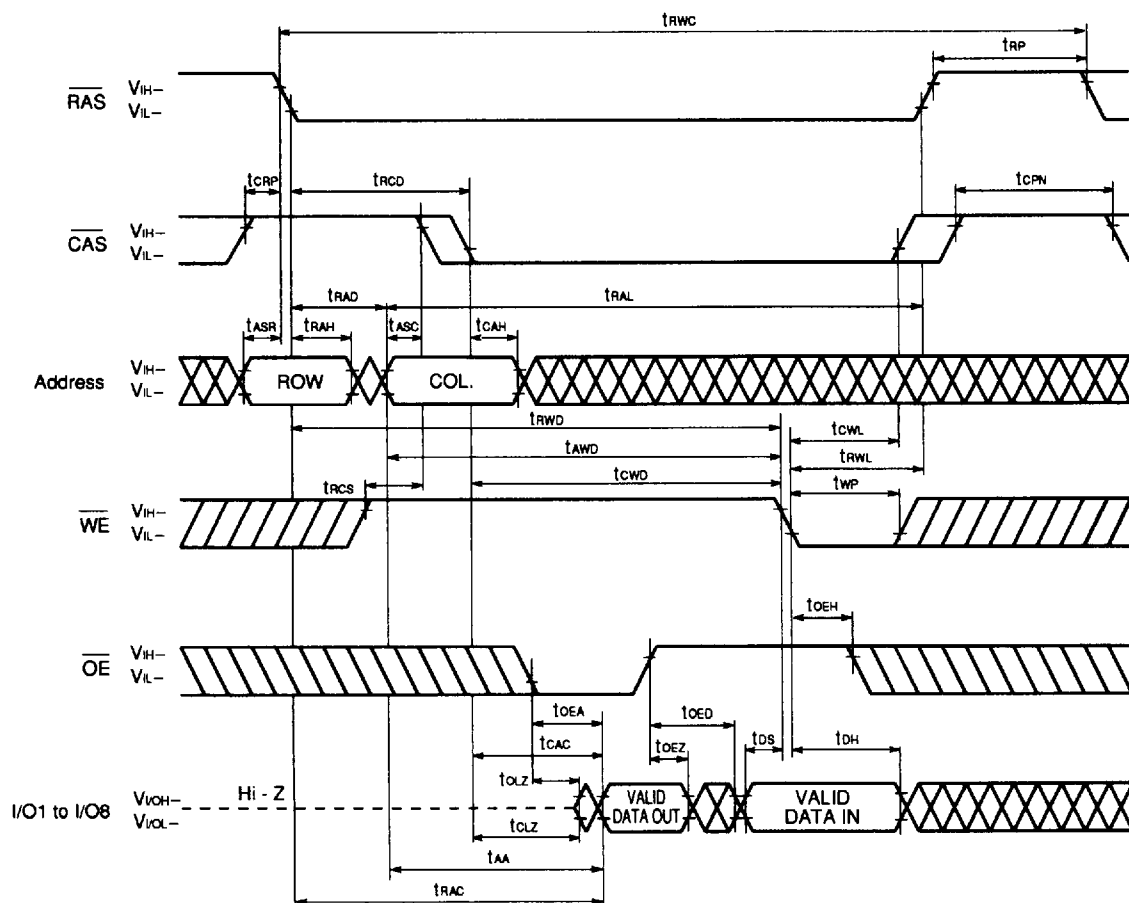 tRWC
tRP
RAS
VIH–
VIL–
tCRP
tRCD
tCPN
CAS
VIH–
VIL–
tRAD
tRAL
tASR
tRAH
tASC
tCAH
Address
VIH–
VIL–
ROW
COL.
tRWD
tCWL
tAWD
tRWL
tRCS
tCWD
tWP
WE
VIH–
VIL–
tOEH
OE
VIH–
VIL–
tOEA
tOED
tCAC
tOEZ
tDS
tDH
tOLZ
I/O1 to I/O8
VI/OH–
VI/OL–
Hi - Z
VALID
DATA OUT
VALID
DATA IN
tCLZ
tAA
tRAC